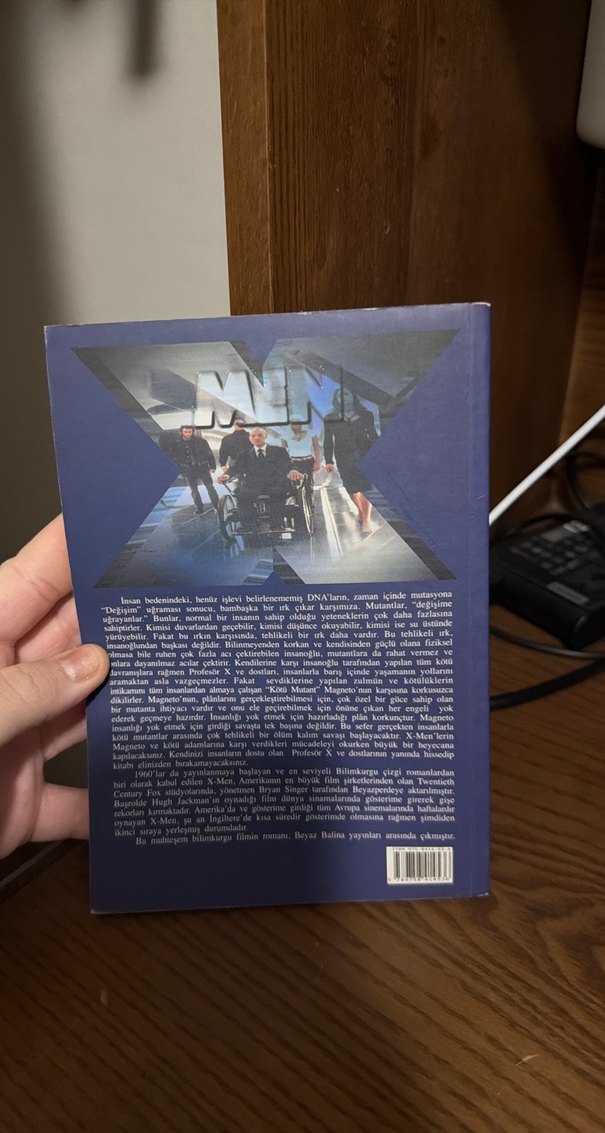 MEN
İnsan bedenindeki, henüz işlevi belirlenememiş DNA'ların, zaman içinde mutasyona
"Değişim" uğraması sonucu, bambaşka bir ırk çıkar karşımıza. Mutantlar, "değişime
uğrayanlar." Bunlar, normal bir insanın sahip olduğu yeteneklerin çok daha fazlasına
sahiptirler. Kimisi duvarlardan geçebilir, kimisi düşünce okuyabilir, kimisi ise su üstünde
yürüyebilir. Fakat bu ırkın karşısında, tehlikeli bir ırk daha vardır. Bu tehlikeli ırk,
insanoğlundan başkası değildir. Bilinmeyenden korkan ve kendisinden güçlü olana fiziksel
olmasa bile ruhen çok fazla acı çektirebilen insanoğlu, mutantlara da rahat vermez ve
onlara dayanılmaz acılar çektirir. Kendilerine karşı insanoğlu tarafından yapılan tüm kötü
davranışlara rağmen Profesör X ve dostları, insanlarla barış içinde yaşamanın yollarını
aramaktan asla vazgeçmezler. Fakat sevdiklerine yapılan zulmün ve kötülüklerin
intikamını tüm insanlardan almaya çalışan "Kötü Mutant" Magneto'nun karşısına korkusuzca
dikilirler. Magneto'nun, plânlarını gerçekleştirebilmesi için, çok özel bir güce sahip olan
bir mutanta ihtiyacı vardır ve onu ele geçirebilmek için önüne çıkan her engeli yok
ederek geçmeye hazırdır. İnsanlığı yok etmek için hazırladığı plân korkunçtur. Magneto
insanlığı yok etmek için girdiği savaşta tek başına değildir. Bu sefer gerçekten insanlarla
kötü mutantlar arasında çok tehlikeli bir ölüm kalım savaşı başlayacaktır. X-Men'lerin
Magneto ve kötü adamlarına karşı verdikleri mücadeleyi okurken büyük bir heyecana
kapılacaksınız. Kendinizi insanların dostu olan Profesör X ve dostlarının yanında hissedip
kitabı elinizden bırakamayacaksınız.
1960'lar da yayınlanmaya başlayan ve en seviyeli Bilimkurgu çizgi romanlardan
biri olarak kabul edilen X-Men, Amerikanın en büyük film şirketlerinden olan Twentieth
Century Fox stüdyolarında, yönetmen Bryan Singer tarafından Beyazperdeye aktarılmıştır.
Başrolde Hugh Jackman'ın oynadığı film dünya sinamalarında gösterime girerek gişe
rekorları kırmaktadır. Amerika'da ve gösterime girdiği tüm Avrupa sinemalarında haftalardır
oynayan X-Men, şu an İngiltere'de kısa süredir gösterimde olmasına rağmen şimdiden
ikinci sıraya yerleşmiş durumdadır.
Bu muhteşem bilimkurgu filmin romanı, Beyaz Balina yayınları arasında çıkmıştır.
ISBN 975